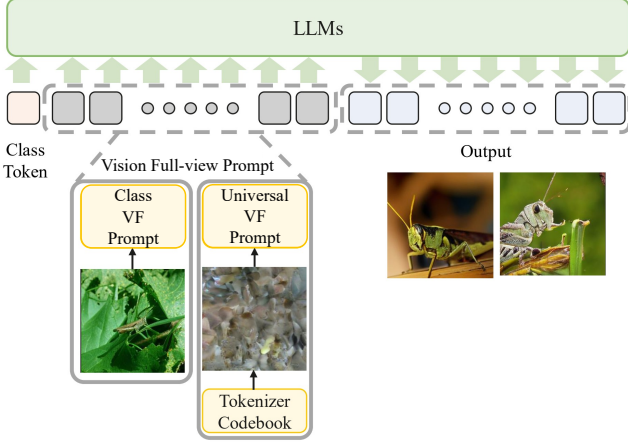 LLMs
Class
Token
Vision Full-view Prompt
Output
Class
VF
Prompt
Universal
VF
Prompt
Tokenizer
Codebook